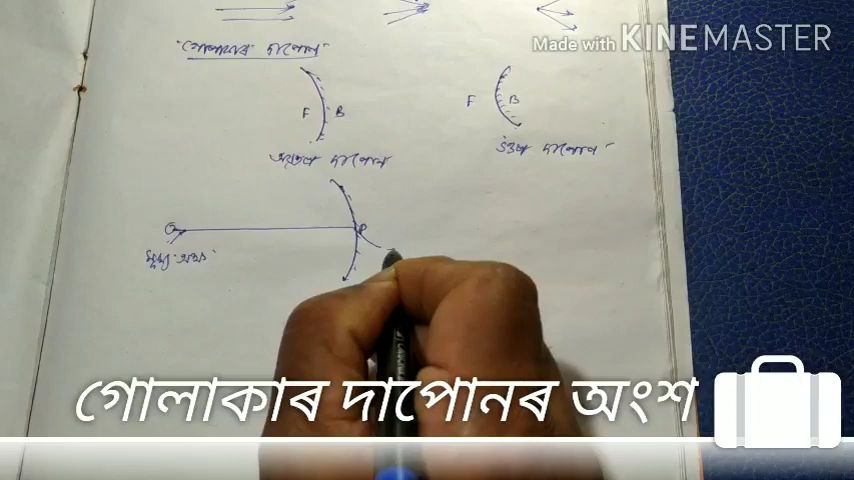 Made with KINEMASTER
"গোলাকাৰ দাপোণ"
F B
F B
অৱতল দাপোণ
উত্তল দাপোণ
P
মুখ্য অক্ষ
গোলাকাৰ দাপোনৰ অংশ